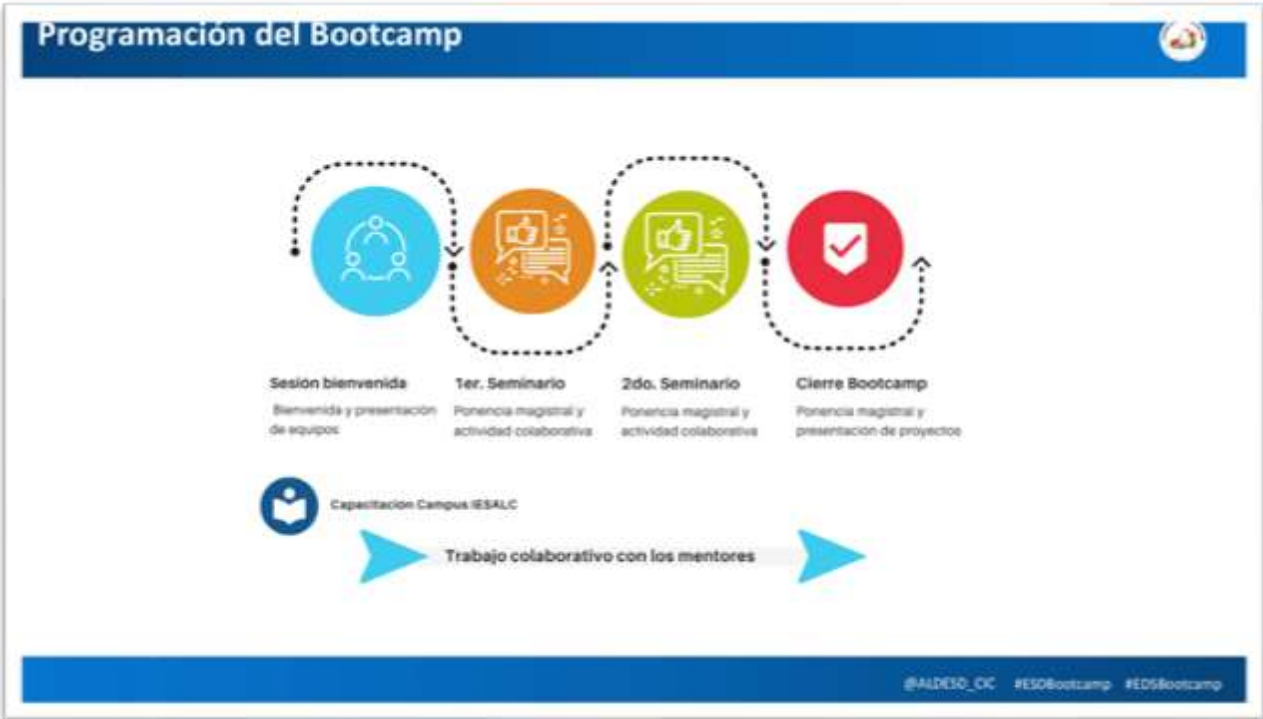 Programación del Bootcamp
Sesión bienvenida
Bienvenida y presentación
de equipos
1er. Seminario
Ponencia magistral y
actividad colaborativa
2do. Seminario
Ponencia magistral y
actividad colaborativa
Cierre Bootcamp
Ponencia magistral y
presentación de proyectos
Capacitación Campus IESALC
Trabajo colaborativo con los mentores
@ALDESD_CIC #ESDBootcamp #EDSBootcamp